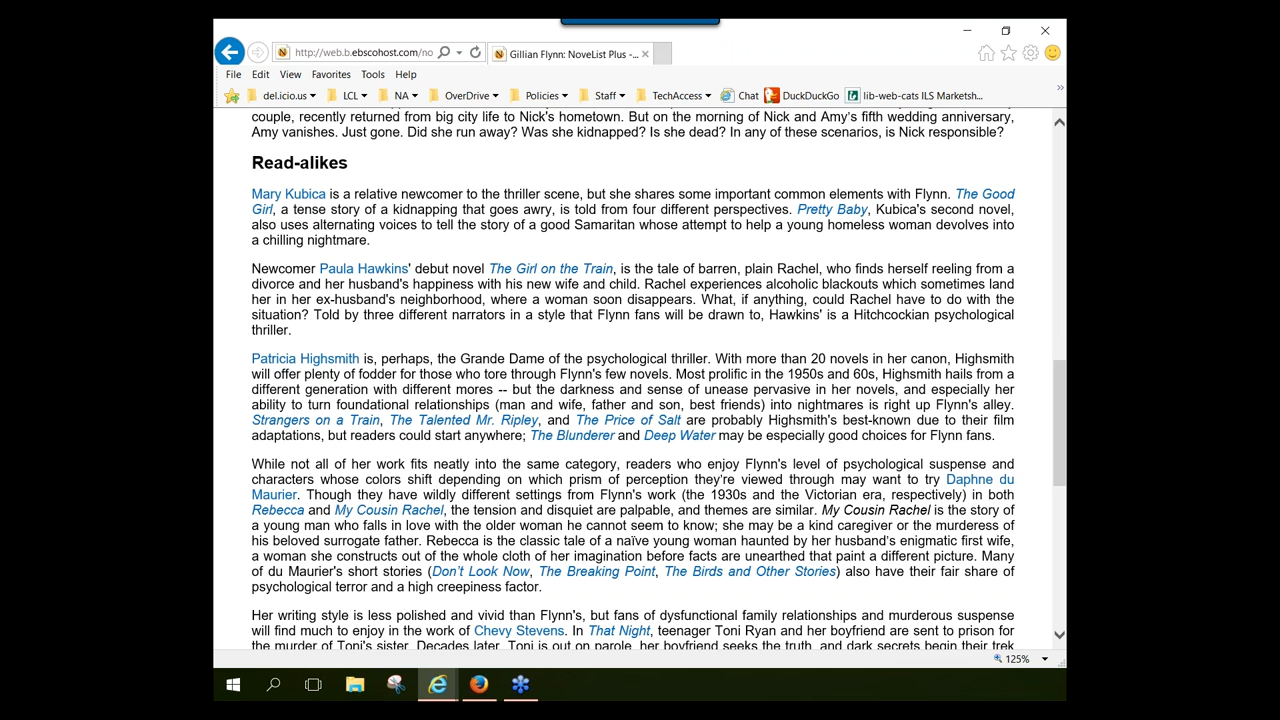 http://web.b.ebscohost.com/no
Gillian Flynn: NoveList Plus -...
File Edit View Favorites Tools Help
del.icio.us LCL NA OverDrive Policies Staff TechAccess Chat DuckDuckGo lib-web-cats ILS Marketsh... »
couple, recently returned from big city life to Nick's hometown. But on the morning of Nick and Amy's fifth wedding anniversary,
Amy vanishes. Just gone. Did she run away? Was she kidnapped? Is she dead? In any of these scenarios, is Nick responsible?
Read-alikes
Mary Kubica is a relative newcomer to the thriller scene, but she shares some important common elements with Flynn. The Good
Girl, a tense story of a kidnapping that goes awry, is told from four different perspectives. Pretty Baby, Kubica's second novel,
also uses alternating voices to tell the story of a good Samaritan whose attempt to help a young homeless woman devolves into
a chilling nightmare.
Newcomer Paula Hawkins' debut novel The Girl on the Train, is the tale of barren, plain Rachel, who finds herself reeling from a
divorce and her husband's happiness with his new wife and child. Rachel experiences alcoholic blackouts which sometimes land
her in her ex-husband's neighborhood, where a woman soon disappears. What, if anything, could Rachel have to do with the
situation? Told by three different narrators in a style that Flynn fans will be drawn to, Hawkins' is a Hitchcockian psychological
thriller.
Patricia Highsmith is, perhaps, the Grande Dame of the psychological thriller. With more than 20 novels in her canon, Highsmith
will offer plenty of fodder for those who tore through Flynn's few novels. Most prolific in the 1950s and 60s, Highsmith hails from a
different generation with different mores -- but the darkness and sense of unease pervasive in her novels, and especially her
ability to turn foundational relationships (man and wife, father and son, best friends) into nightmares is right up Flynn's alley.
Strangers on a Train, The Talented Mr. Ripley, and The Price of Salt are probably Highsmith's best-known due to their film
adaptations, but readers could start anywhere; The Blunderer and Deep Water may be especially good choices for Flynn fans.
While not all of her work fits neatly into the same category, readers who enjoy Flynn's level of psychological suspense and
characters whose colors shift depending on which prism of perception they're viewed through may want to try Daphne du
Maurier. Though they have wildly different settings from Flynn's work (the 1930s and the Victorian era, respectively) in both
Rebecca and My Cousin Rachel, the tension and disquiet are palpable, and themes are similar. My Cousin Rachel is the story of
a young man who falls in love with the older woman he cannot seem to know; she may be a kind caregiver or the murderess of
his beloved surrogate father. Rebecca is the classic tale of a naïve young woman haunted by her husband's enigmatic first wife,
a woman she constructs out of the whole cloth of her imagination before facts are unearthed that paint a different picture. Many
of du Maurier's short stories (Don't Look Now, The Breaking Point, The Birds and Other Stories) also have their fair share of
psychological terror and a high creepiness factor.
Her writing style is less polished and vivid than Flynn's, but fans of dysfunctional family relationships and murderous suspense
will find much to enjoy in the work of Chevy Stevens. In That Night, teenager Toni Ryan and her boyfriend are sent to prison for
the murder of Toni's sister. Decades later, Toni is out on parole, her boyfriend seeks the truth, and dark secrets begin their trek
125%